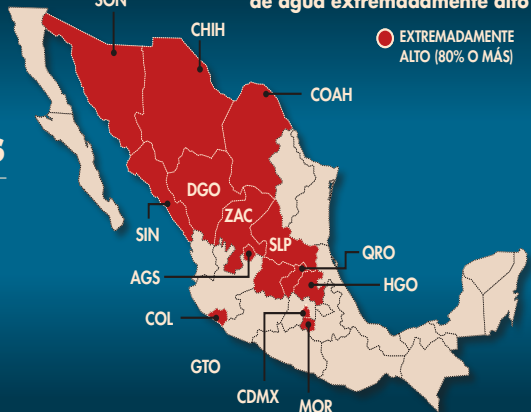 de agua extremadamente alto
SON
EXTREMADAMENTE
ALTO (80% O MÁS)
CHIH
COAH
S
DGO
ZAC
SIN
SLP
QRO
AGS
HGO
COL
GTO
CDMX
MOR